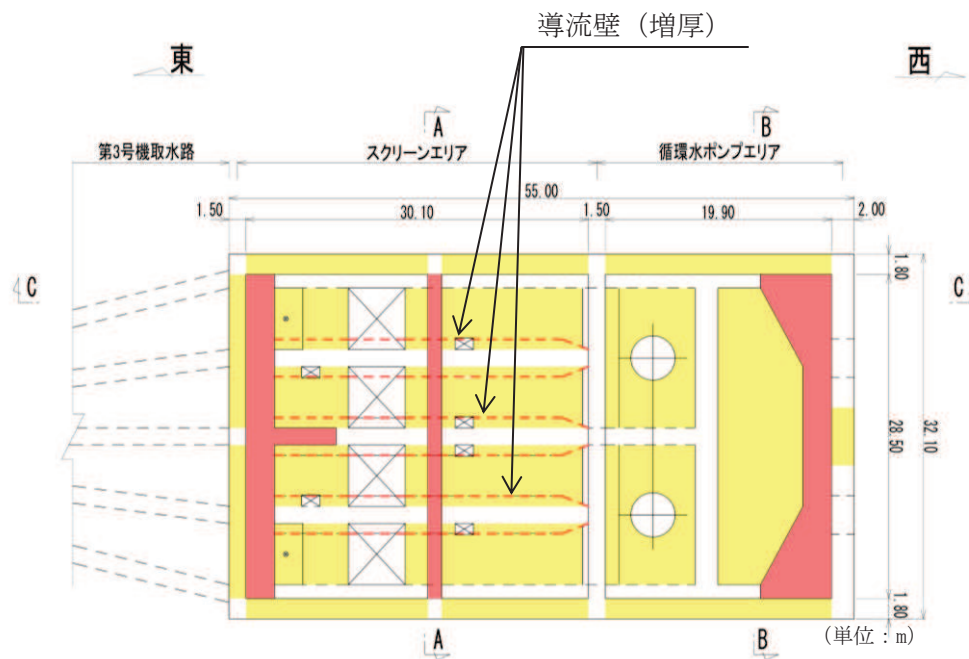 導流壁（増厚）
東
西
A
B
第3号機取水路
スクリーンエリア
循環水ポンプエリア
55.00
1.50
30.10
1.50
19.90
2.00
1.80
C
C
28.50
32.10
1.80
A
B
(単位：m)